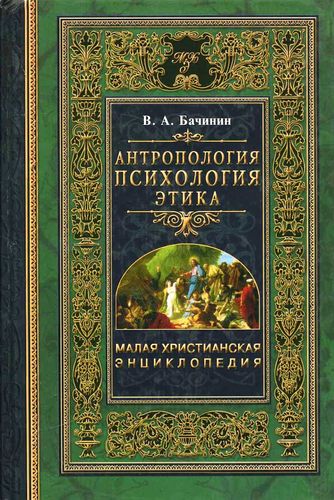 В. А. Бачинин
АНТРОПОЛОГИЯ
ПСИХОЛОГИЯ
ЭТИКА
МАЛАЯ ХРИСТИАНСКАЯ
ЭНЦИКЛОПЕДИЯ